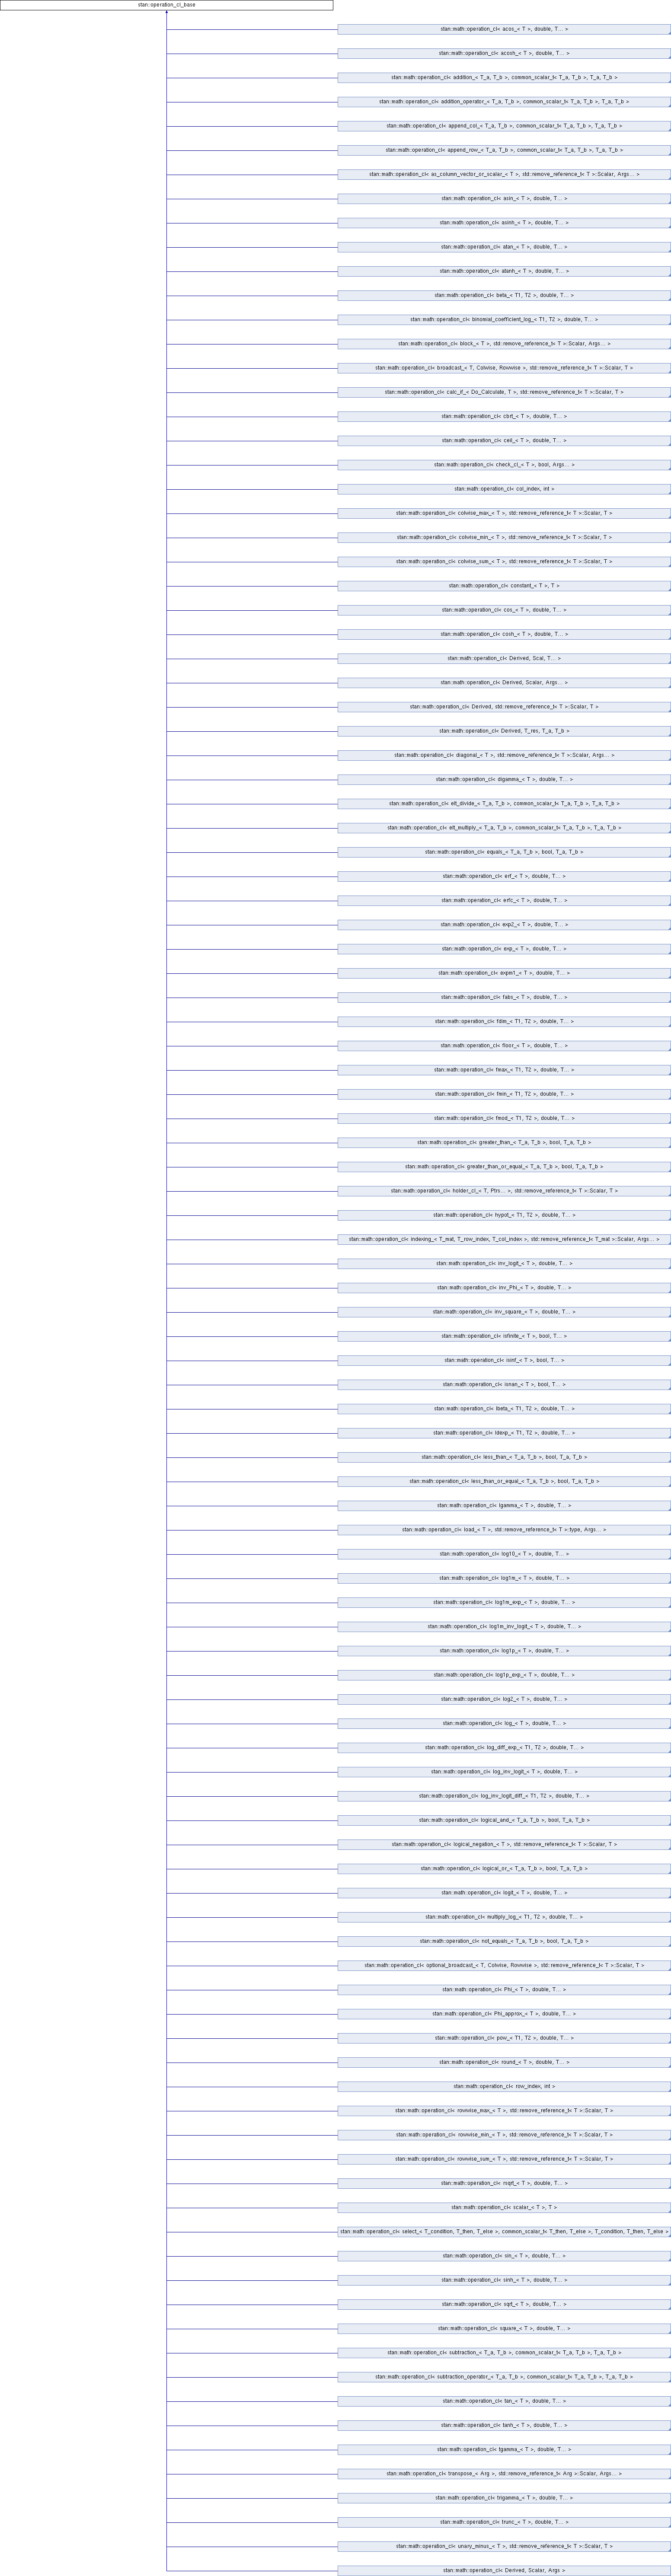 stan::operation_cl_base
stan::math::operation_cl< acos_< T >, double, T... >
stan::math::operation_cl< acosh_< T >, double, T... >
stan::math::operation_cl< addition_< T_a, T_b >, common_scalar_t< T_a, T_b >, T_a, T_b >
stan::math::operation_cl< addition_operator_< T_a, T_b >, common_scalar_t< T_a, T_b >, T_a, T_b >
stan::math::operation_cl< append_col_< T_a, T_b >, common_scalar_t< T_a, T_b >, T_a, T_b >
stan::math::operation_cl< append_row_< T_a, T_b >, common_scalar_t< T_a, T_b >, T_a, T_b >
stan::math::operation_cl< as_column_vector_or_scalar_< T >, std::remove_reference_t< T >::Scalar, Args... >
stan::math::operation_cl< asin_< T >, double, T... >
stan::math::operation_cl< asinh_< T >, double, T... >
stan::math::operation_cl< atan_< T >, double, T... >
stan::math::operation_cl< atanh_< T >, double, T... >
stan::math::operation_cl< beta_< T1, T2 >, double, T... >
stan::math::operation_cl< binomial_coefficient_log_< T1, T2 >, double, T... >
stan::math::operation_cl< block_< T >, std::remove_reference_t< T >::Scalar, Args... >
stan::math::operation_cl< broadcast_< T, Colwise, Rowwise >, std::remove_reference_t< T >::Scalar, T >
stan::math::operation_cl< calc_if_< Do_Calculate, T >, std::remove_reference_t< T >::Scalar, T >
stan::math::operation_cl< cbrt_< T >, double, T... >
stan::math::operation_cl< ceil_< T >, double, T... >
stan::math::operation_cl< check_cl_< T >, bool, Args... >
stan::math::operation_cl< col_index, int >
stan::math::operation_cl< colwise_max_< T >, std::remove_reference_t< T >::Scalar, T >
stan::math::operation_cl< colwise_min_< T >, std::remove_reference_t< T >::Scalar, T >
stan::math::operation_cl< colwise_sum_< T >, std::remove_reference_t< T >::Scalar, T >
stan::math::operation_cl< constant_< T >, T >
stan::math::operation_cl< cos_< T >, double, T... >
stan::math::operation_cl< cosh_< T >, double, T... >
stan::math::operation_cl< Derived, Scal, T... >
stan::math::operation_cl< Derived, Scalar, Args... >
stan::math::operation_cl< Derived, std::remove_reference_t< T >::Scalar, T >
stan::math::operation_cl< Derived, T_res, T_a, T_b >
stan::math::operation_cl< diagonal_< T >, std::remove_reference_t< T >::Scalar, Args... >
stan::math::operation_cl< digamma_< T >, double, T... >
stan::math::operation_cl< elt_divide_< T_a, T_b >, common_scalar_t< T_a, T_b >, T_a, T_b >
stan::math::operation_cl< elt_multiply_< T_a, T_b >, common_scalar_t< T_a, T_b >, T_a, T_b >
stan::math::operation_cl< equals_< T_a, T_b >, bool, T_a, T_b >
stan::math::operation_cl< erf_< T >, double, T... >
stan::math::operation_cl< erfc_< T >, double, T... >
stan::math::operation_cl< exp2_< T >, double, T... >
stan::math::operation_cl< exp_< T >, double, T... >
stan::math::operation_cl< expm1_< T >, double, T... >
stan::math::operation_cl< fabs_< T >, double, T... >
stan::math::operation_cl< fdim_< T1, T2 >, double, T... >
stan::math::operation_cl< floor_< T >, double, T... >
stan::math::operation_cl< fmax_< T1, T2 >, double, T... >
stan::math::operation_cl< fmin_< T1, T2 >, double, T... >
stan::math::operation_cl< fmod_< T1, T2 >, double, T... >
stan::math::operation_cl< greater_than_< T_a, T_b >, bool, T_a, T_b >
stan::math::operation_cl< greater_than_or_equal_< T_a, T_b >, bool, T_a, T_b >
stan::math::operation_cl< holder_cl_< T, Ptrs... >, std::remove_reference_t< T >::Scalar, T >
stan::math::operation_cl< hypot_< T1, T2 >, double, T... >
stan::math::operation_cl< indexing_< T_mat, T_row_index, T_col_index >, std::remove_reference_t< T_mat >::Scalar, Args... >
stan::math::operation_cl< inv_logit_< T >, double, T... >
stan::math::operation_cl< inv_Phi_< T >, double, T... >
stan::math::operation_cl< inv_square_< T >, double, T... >
stan::math::operation_cl< isfinite_< T >, bool, T... >
stan::math::operation_cl< isinf_< T >, bool, T... >
stan::math::operation_cl< isnan_< T >, bool, T... >
stan::math::operation_cl< lbeta_< T1, T2 >, double, T... >
stan::math::operation_cl< ldexp_< T1, T2 >, double, T... >
stan::math::operation_cl< less_than_< T_a, T_b >, bool, T_a, T_b >
stan::math::operation_cl< less_than_or_equal_< T_a, T_b >, bool, T_a, T_b >
stan::math::operation_cl< lgamma_< T >, double, T... >
stan::math::operation_cl< load_< T >, std::remove_reference_t< T >::type, Args... >
stan::math::operation_cl< log10_< T >, double, T... >
stan::math::operation_cl< log1m_< T >, double, T... >
stan::math::operation_cl< log1m_exp_< T >, double, T... >
stan::math::operation_cl< log1m_inv_logit_< T >, double, T... >
stan::math::operation_cl< log1p_< T >, double, T... >
stan::math::operation_cl< log1p_exp_< T >, double, T... >
stan::math::operation_cl< log2_< T >, double, T... >
stan::math::operation_cl< log_< T >, double, T... >
stan::math::operation_cl< log_diff_exp_< T1, T2 >, double, T... >
stan::math::operation_cl< log_inv_logit_< T >, double, T... >
stan::math::operation_cl< log_inv_logit_diff_< T1, T2 >, double, T... >
stan::math::operation_cl< logical_and_< T_a, T_b >, bool, T_a, T_b >
stan::math::operation_cl< logical_negation_< T >, std::remove_reference_t< T >::Scalar, T >
stan::math::operation_cl< logical_or_< T_a, T_b >, bool, T_a, T_b >
stan::math::operation_cl< logit_< T >, double, T... >
stan::math::operation_cl< multiply_log_< T1, T2 >, double, T... >
stan::math::operation_cl< not_equals_< T_a, T_b >, bool, T_a, T_b >
stan::math::operation_cl< optional_broadcast_< T, Colwise, Rowwise >, std::remove_reference_t< T >::Scalar, T >
stan::math::operation_cl< Phi_< T >, double, T... >
stan::math::operation_cl< Phi_approx_< T >, double, T... >
stan::math::operation_cl< pow_< T1, T2 >, double, T... >
stan::math::operation_cl< round_< T >, double, T... >
stan::math::operation_cl< row_index, int >
stan::math::operation_cl< rowwise_max_< T >, std::remove_reference_t< T >::Scalar, T >
stan::math::operation_cl< rowwise_min_< T >, std::remove_reference_t< T >::Scalar, T >
stan::math::operation_cl< rowwise_sum_< T >, std::remove_reference_t< T >::Scalar, T >
stan::math::operation_cl< rsqrt_< T >, double, T... >
stan::math::operation_cl< scalar_< T >, T >
stan::math::operation_cl< select_< T_condition, T_then, T_else >, common_scalar_t< T_then, T_else >, T_condition, T_then, T_else >
stan::math::operation_cl< sin_< T >, double, T... >
stan::math::operation_cl< sinh_< T >, double, T... >
stan::math::operation_cl< sqrt_< T >, double, T... >
stan::math::operation_cl< square_< T >, double, T... >
stan::math::operation_cl< subtraction_< T_a, T_b >, common_scalar_t< T_a, T_b >, T_a, T_b >
stan::math::operation_cl< subtraction_operator_< T_a, T_b >, common_scalar_t< T_a, T_b >, T_a, T_b >
stan::math::operation_cl< tan_< T >, double, T... >
stan::math::operation_cl< tanh_< T >, double, T... >
stan::math::operation_cl< tgamma_< T >, double, T... >
stan::math::operation_cl< transpose_< Arg >, std::remove_reference_t< Arg >::Scalar, Args... >
stan::math::operation_cl< trigamma_< T >, double, T... >
stan::math::operation_cl< trunc_< T >, double, T... >
stan::math::operation_cl< unary_minus_< T >, std::remove_reference_t< T >::Scalar, T >
stan::math::operation_cl< Derived, Scalar, Args >